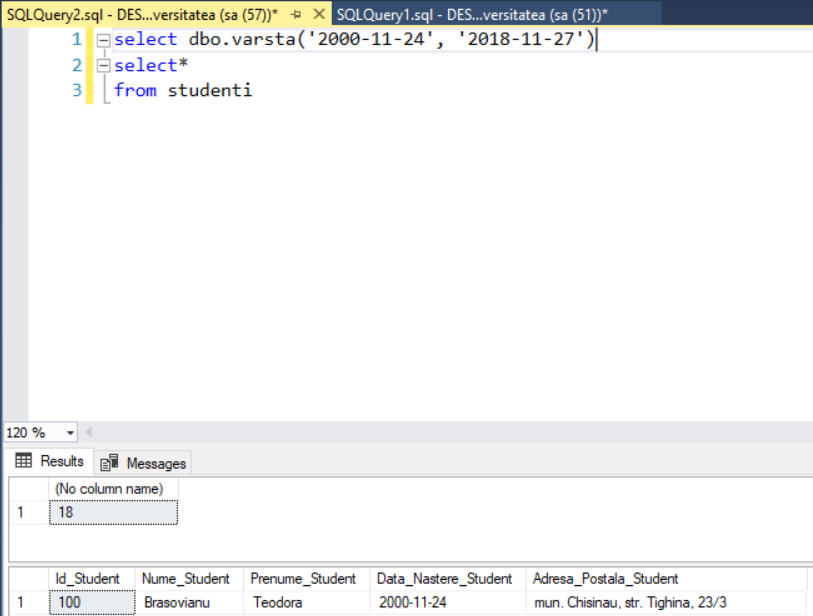 SQLQuery2.sql - DES...versitatea (sa (57))* SQLQuery1.sql - DES...versitatea (sa (51))*
1 select dbo.varsta('2000-11-24', '2018-11-27')
2 select*
3 from studenti
120 %
Results Messages
(No column name)
1 18
Id_Student Nume_Student Prenume_Student Data_Nastere_Student Adresa_Postala_Student
1 100 Brasovianu Teodora 2000-11-24 mun. Chisinau, str. Tighina, 23/3